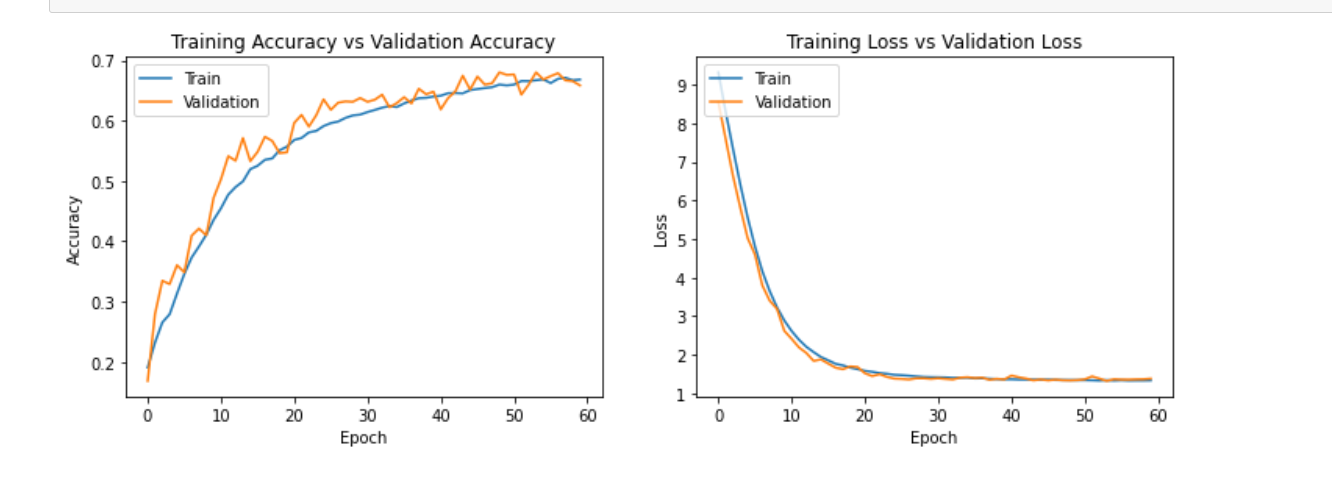 Training Accuracy vs Validation Accuracy
0.7
0.6
0.5
0.4
0.3
0.2
Accuracy
Train
Validation
0 10 20 30 40 50 60
Epoch
Training Loss vs Validation Loss
9
8
7
6
5
4
3
2
1
Loss
Train
Validation
0 10 20 30 40 50 60
Epoch